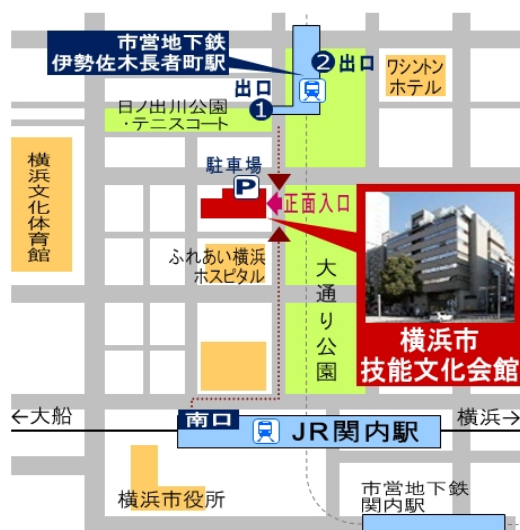 市営地下鉄
伊勢佐木長者町駅
❷出口
ワシントン
ホテル
出口
❶
日ノ出川公園
・テニスコート
横浜文化体育館
駐車場
P
正面入口
ふれあい横浜
ホスピタル
大通り公園
横浜市
技能文化会館
←大船
南口
JR関内駅
横浜→
横浜市役所
市営地下鉄
関内駅